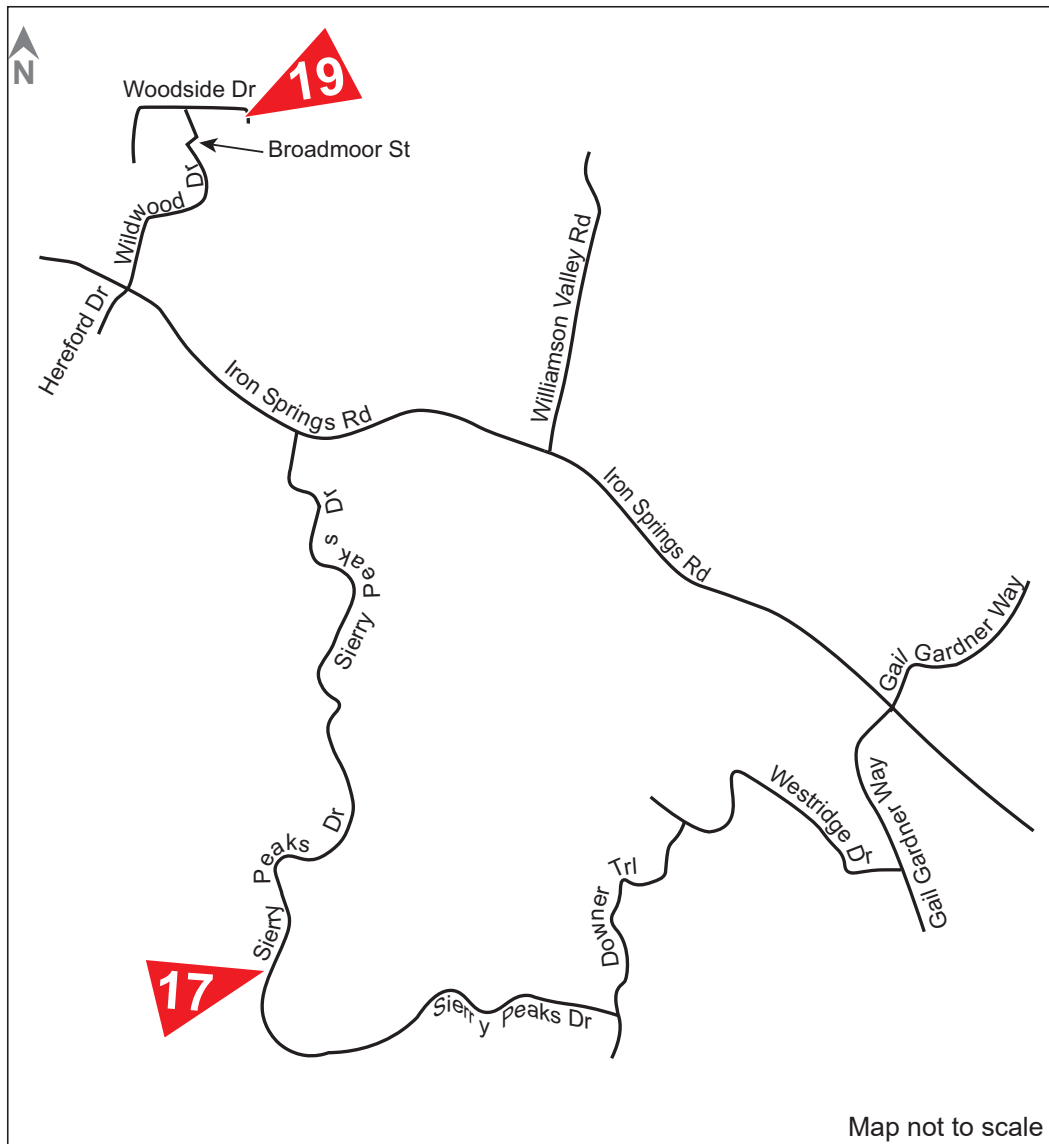 N
Woodside Dr
19
Broadmoor St
Wildwood Dr
Hereford Dr
Williamson Valley Rd
Iron Springs Rd
Sierry Peaks Dr
Iron Springs Rd
Gail Gardner Way
Sierry Peaks Dr
Westridge Dr
Gail Gardner Way
Downer Trl
17
Sierry Peaks Dr
Map not to scale